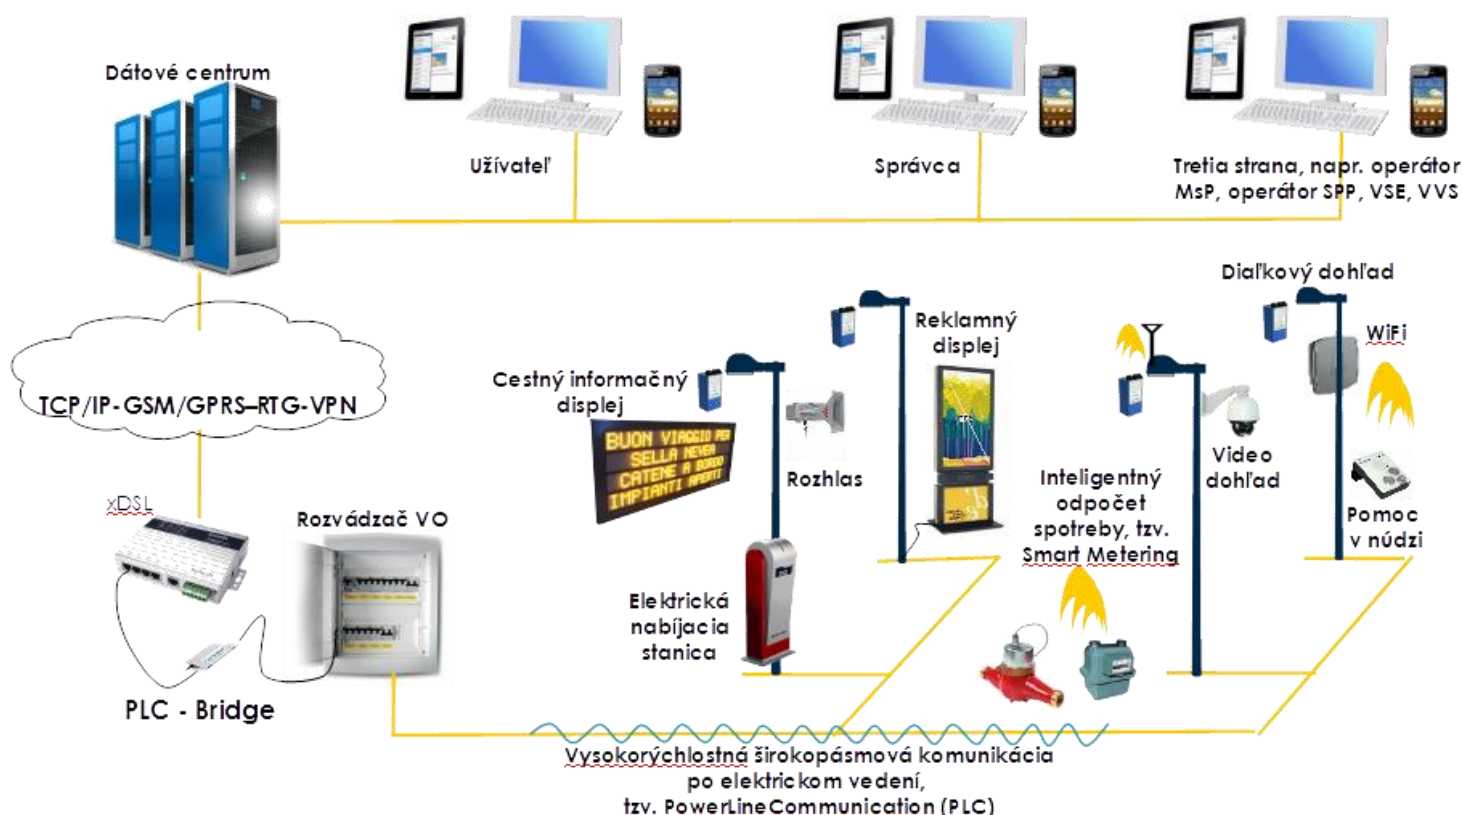 Dátové centrum
Užívateľ
Správca
Tretia strana, napr. operátor
MsP, operátor SPP, VSE, VVS
TCP/IP-GSM/GPRS–RTG-VPN
xDSL
Rozvádzač VO
PLC - Bridge
Cestný informačný
displej
BUON VIAGGIO PER
SELLA NEVEA
CATENE A BORDO
IMPIANTI APERTI
Rozhlas
Reklamný
displej
Elektrická
nabíjacia
stanica
Diaľkový dohľad
WiFi
Video
dohľad
Inteligentný
odpočet
spotreby, tzv.
Smart Metering
Pomoc
v núdzi
Vysokorýchlostná širokopásmová komunikácia
po elektrickom vedení,
tzv. PowerLineCommunication (PLC)